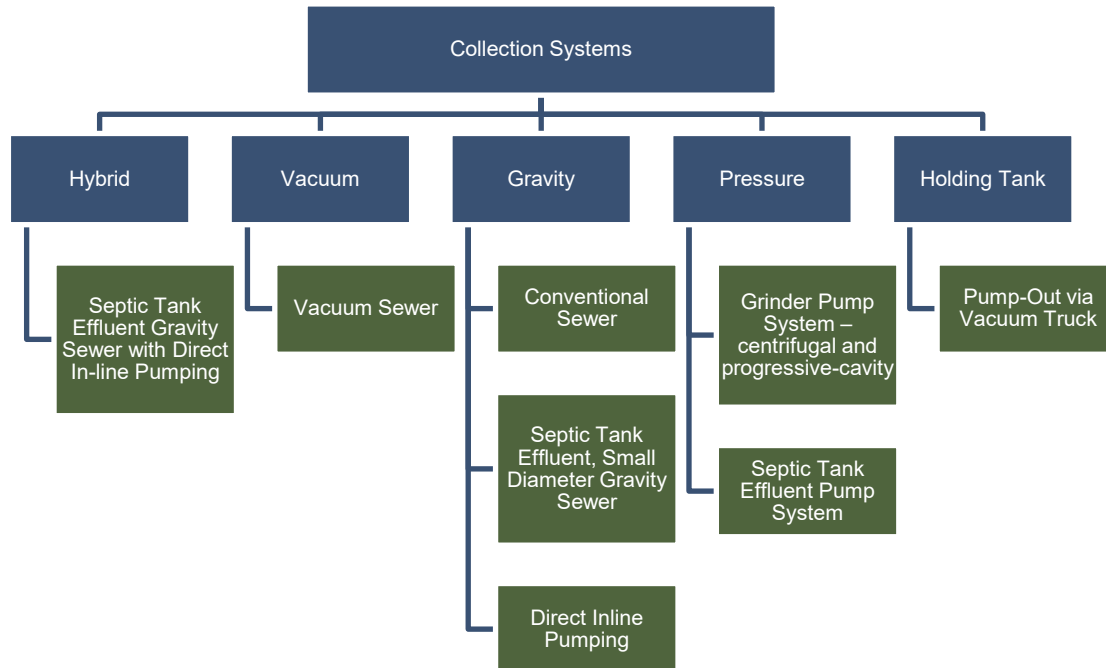 Collection Systems
Hybrid
Vacuum
Gravity
Pressure
Holding Tank
Septic Tank
Effluent Gravity
Sewer with Direct
In-line Pumping
Vacuum Sewer
Conventional
Sewer
Septic Tank
Effluent, Small
Diameter Gravity
Sewer
Direct Inline
Pumping
Grinder Pump
System –
centrifugal and
progressive-cavity
Septic Tank
Effluent Pump
System
Pump-Out via
Vacuum Truck